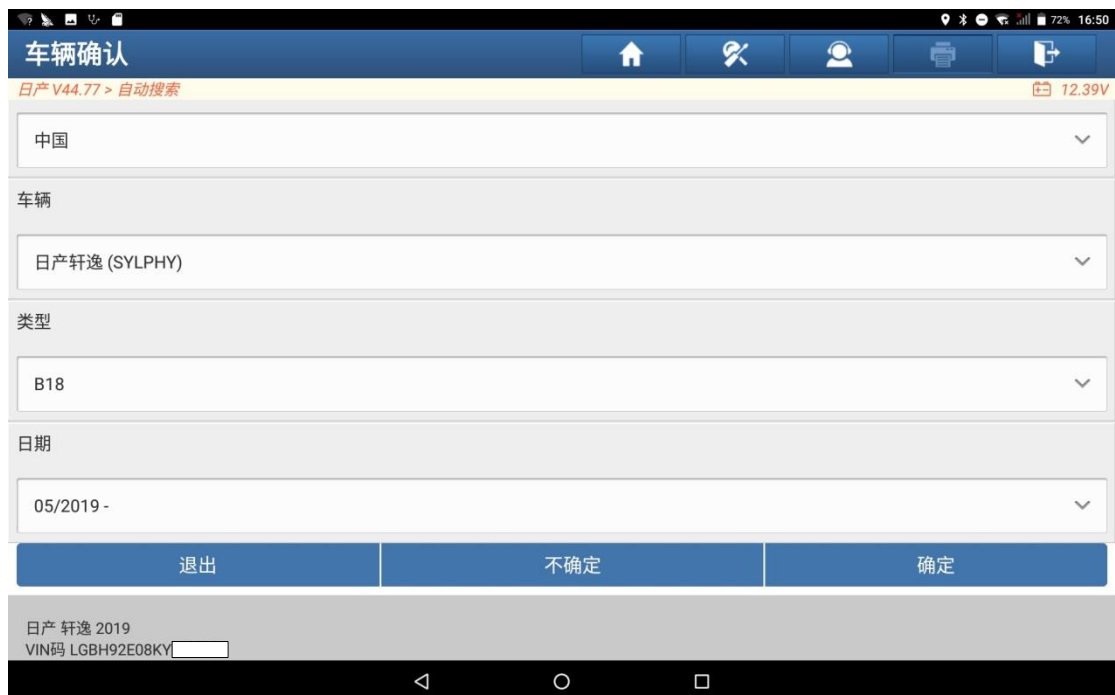 72% 16:50
车辆确认
日产 V44.77 > 自动搜索
12.39V
中国
车辆
日产轩逸 (SYLPHY)
类型
B18
日期
05/2019 -
退出
不确定
确定
日产 轩逸 2019
VIN码 LGBH92E08KY